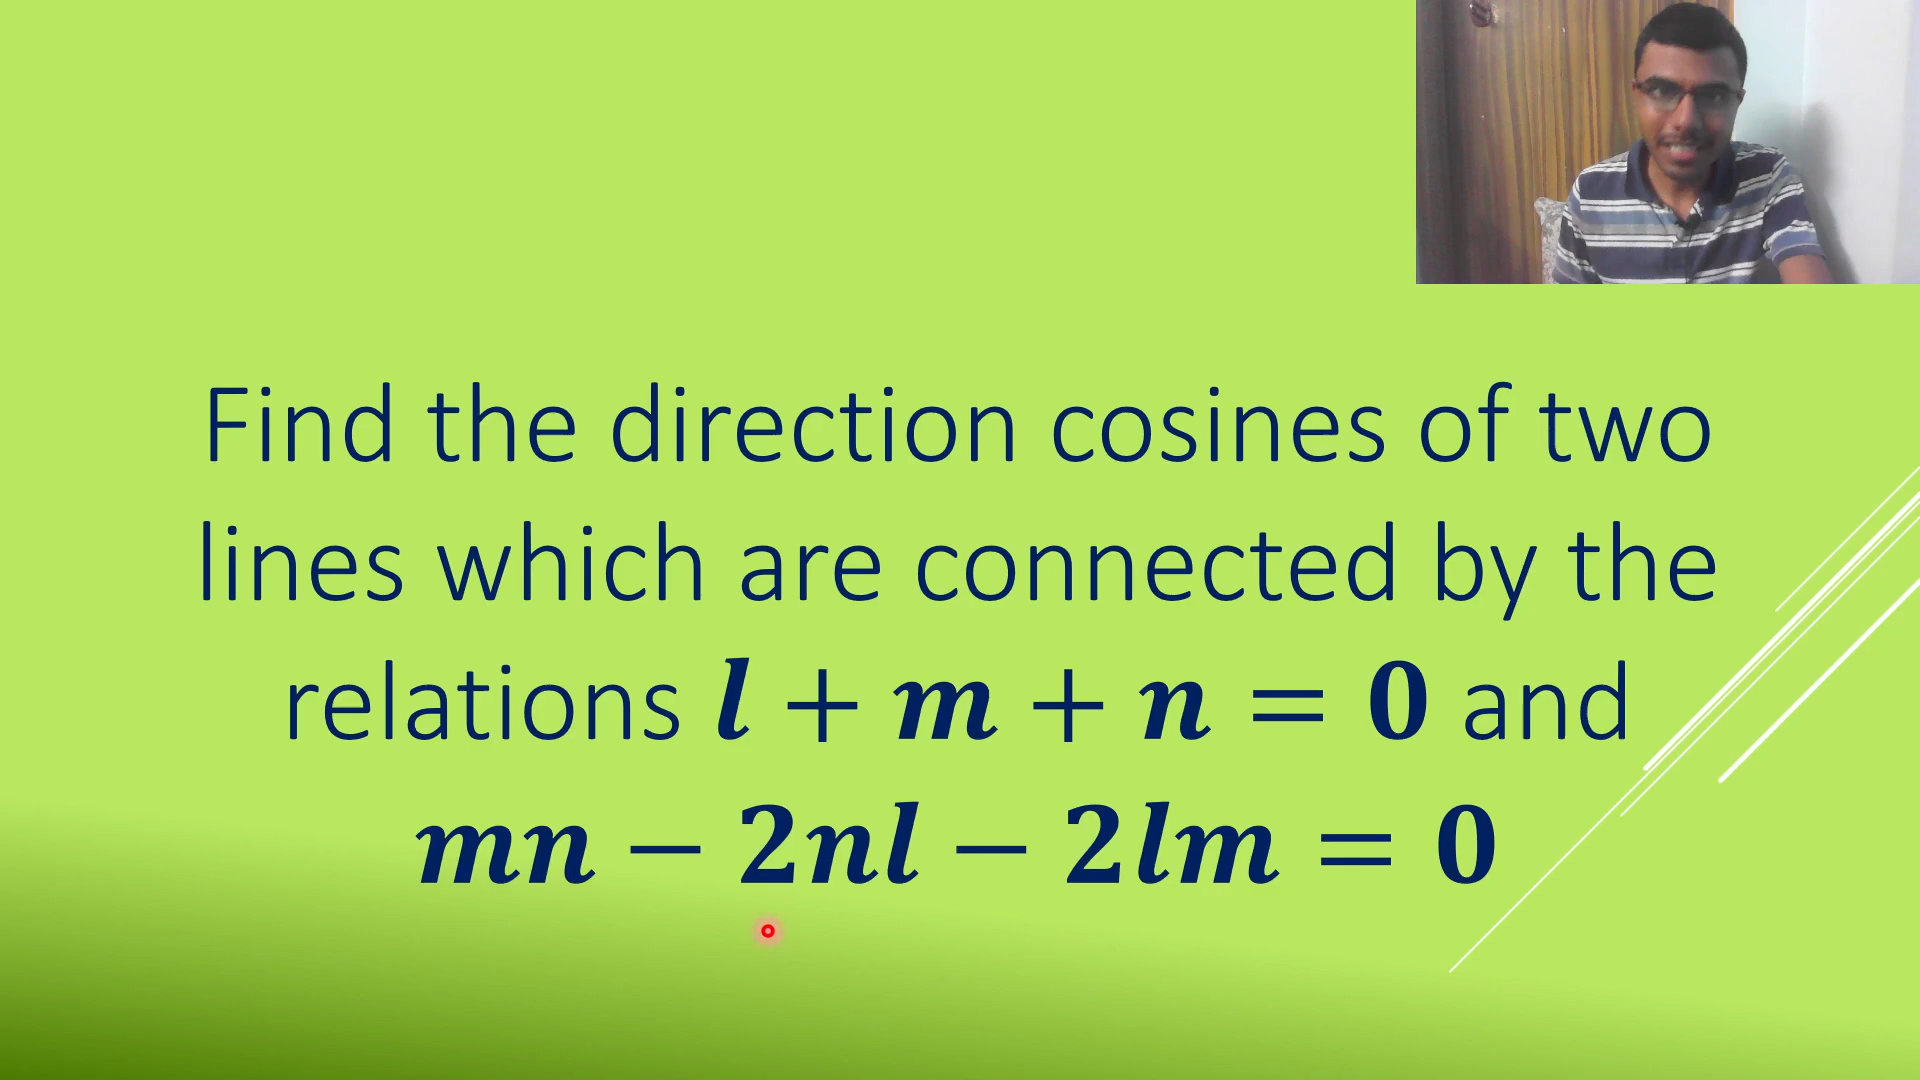 Find the direction cosines of two
lines which are connected by the
relations l + m + n = 0 and
mn − 2nl − 2lm = 0